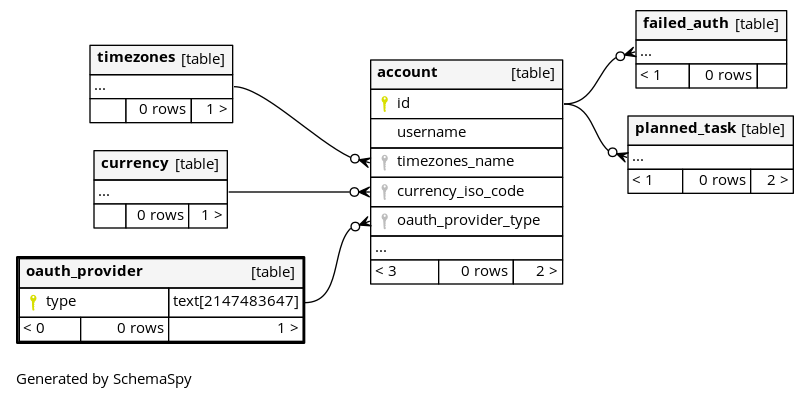 timezones [table]
...
0 rows 1 >
currency [table]
...
0 rows 1 >
oauth_provider [table]
type text[2147483647]
< 0 0 rows 1 >
account [table]
id
username
timezones_name
currency_iso_code
oauth_provider_type
...
< 3 0 rows 2 >
failed_auth [table]
...
< 1 0 rows
planned_task [table]
...
< 1 0 rows 2 >
Generated by SchemaSpy